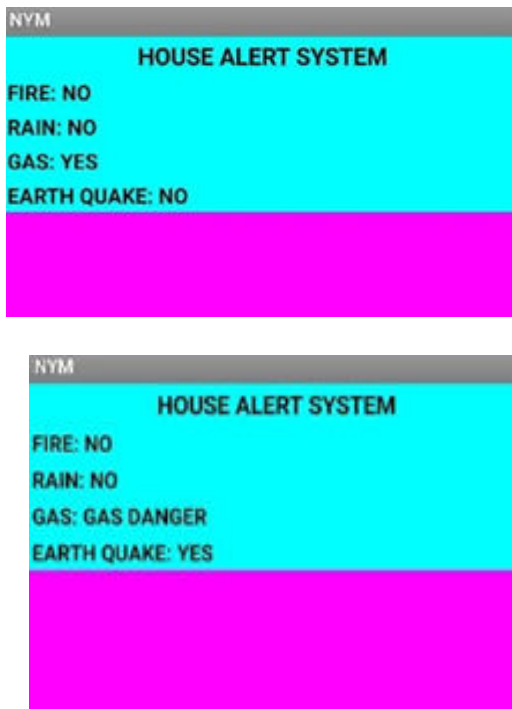 NYM
HOUSE ALERT SYSTEM
FIRE: NO
RAIN: NO
GAS: YES
EARTH QUAKE: NO
NYM
HOUSE ALERT SYSTEM
FIRE: NO
RAIN: NO
GAS: GAS DANGER
EARTH QUAKE: YES